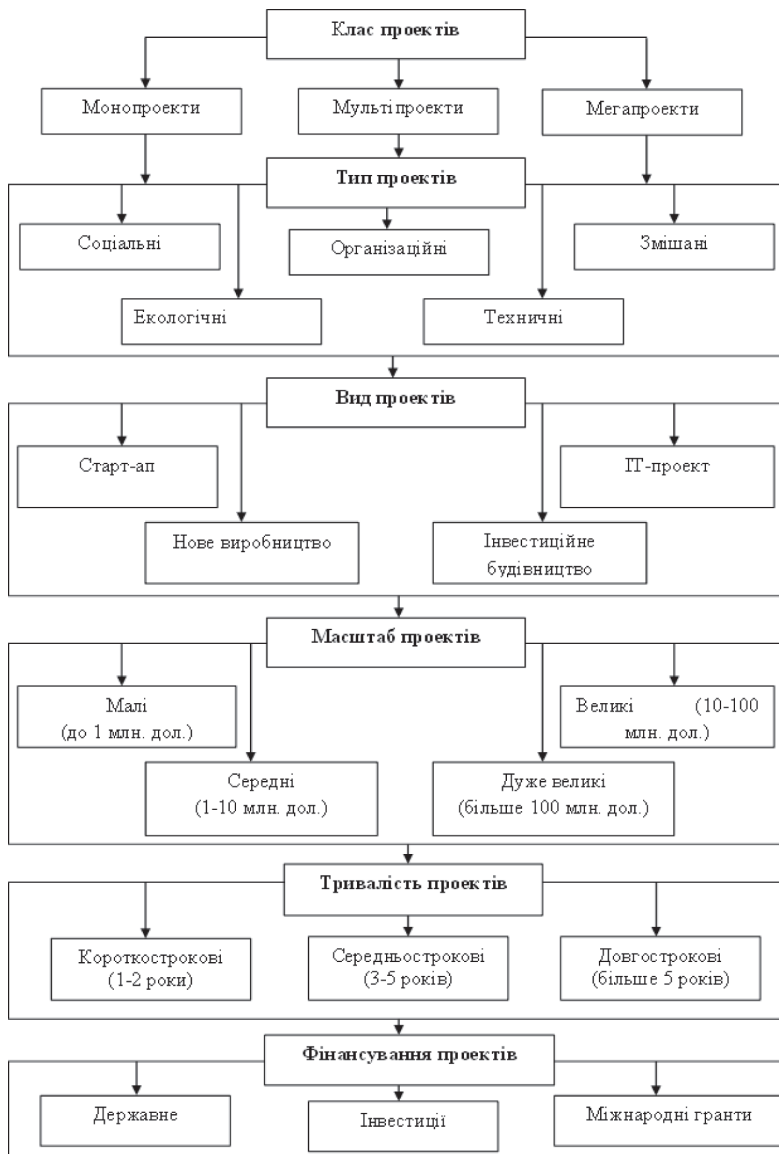 Клас проектів
Монопроекти
Мультіпроекти
Мегапроекти
Тип проектів
Соціальні
Організаційні
Змішані
Екологічні
Техничні
Вид проектів
Старт-ап
ІТ-проект
Нове виробництво
Інвестиційне
будівництво
Масштаб проектів
Малі
(до 1 млн. дол.)
Великі (10-100
млн. дол.)
Середні
(1-10 млн. дол.)
Дуже великі
(більше 100 млн. дол.)
Тривалість проектів
Короткострокові
(1-2 роки)
Середньострокові
(3-5 років)
Довгострокові
(більше 5 років)
Фінансування проектів
Державне
Інвестиції
Міжнародні гранти